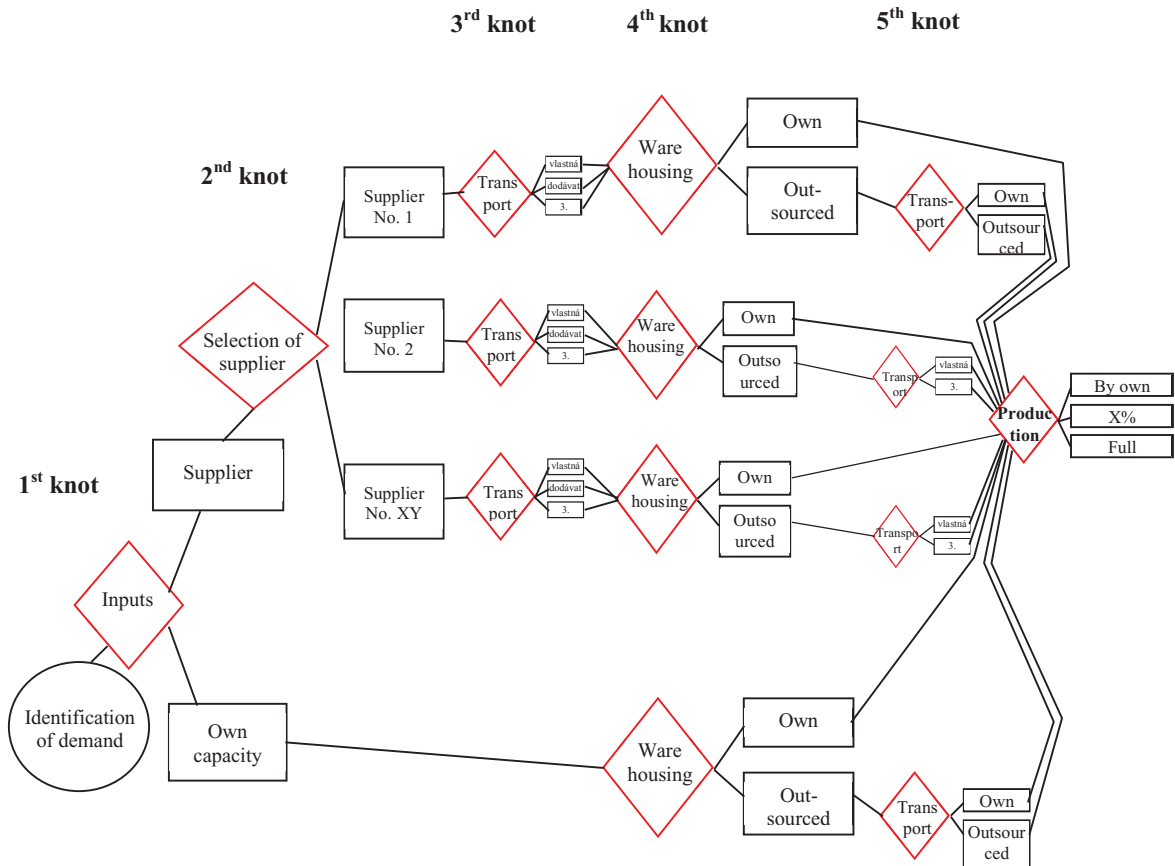 3rd knot
4th knot
5th knot
2nd knot
1st knot
Identification
of demand
Inputs
Supplier
Own
capacity
Selection of
supplier
Supplier
No. 1
Trans
port
vlastná
dodávat
3.
Ware
housing
Own
Out-
sourced
Trans-
port
Own
Outsour
ced
Supplier
No. 2
Trans
port
vlastná
dodávat
3.
Ware
housing
Own
Outso
urced
Transp
ort
vlastná
3.
Supplier
No. XY
Trans
port
vlastná
dodávat
3.
Ware
housing
Own
Outso
urced
Transpo
rt
vlastná
3.
Ware
housing
Own
Out-
sourced
Trans
port
Own
Outsour
ced
Produc
tion
By own
X%
Full